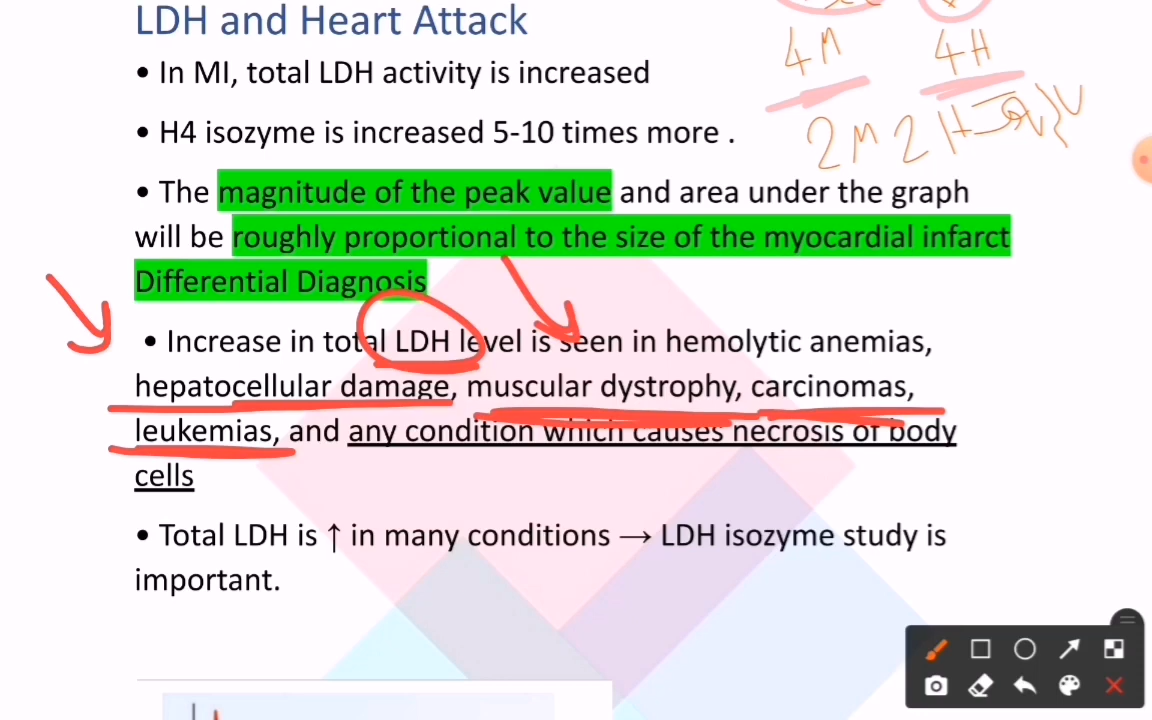 LDH and Heart Attack
4M 4H
• In MI, total LDH activity is increased
• H4 isozyme is increased 5-10 times more .
2M 2H
• The magnitude of the peak value and area under the graph
will be roughly proportional to the size of the myocardial infarct
Differential Diagnosis
• Increase in total LDH level is seen in hemolytic anemias,
hepatocellular damage, muscular dystrophy, carcinomas,
leukemias, and any condition which causes necrosis of body
cells
• Total LDH is ↑ in many conditions → LDH isozyme study is
important.